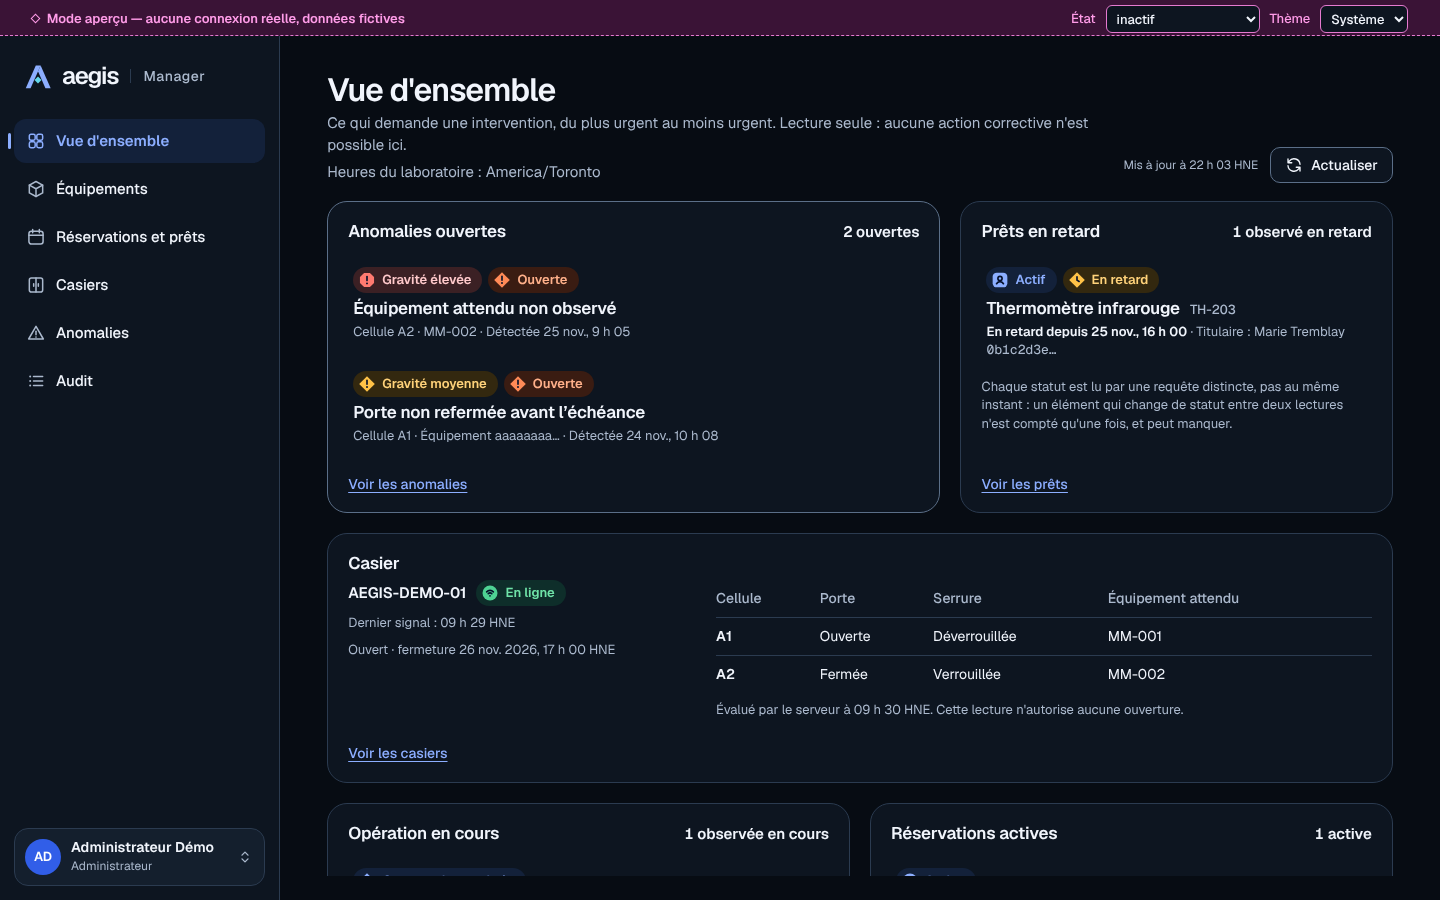 Mode aperçu — aucune connexion réelle, données fictives
État
inactif
Thème
Système
aegis
Manager
Vue d'ensemble
Équipements
Réservations et prêts
Casiers
Anomalies
Audit
AD
Administrateur Démo
Administrateur
Vue d'ensemble
Ce qui demande une intervention, du plus urgent au moins urgent. Lecture seule : aucune action corrective n'est
possible ici.
Heures du laboratoire : America/Toronto
Mis à jour à 22 h 03 HNE
Actualiser
Anomalies ouvertes
2 ouvertes
Gravité élevée
Ouverte
Équipement attendu non observé
Cellule A2 · MM-002 · Détectée 25 nov., 9 h 05
Gravité moyenne
Ouverte
Porte non refermée avant l’échéance
Cellule A1 · Équipement aaaaaaaa… · Détectée 24 nov., 10 h 08
Voir les anomalies
Prêts en retard
1 observé en retard
Actif
En retard
Thermomètre infrarouge TH-203
En retard depuis 25 nov., 16 h 00 · Titulaire : Marie Tremblay
0b1c2d3e…
Chaque statut est lu par une requête distincte, pas au même
instant : un élément qui change de statut entre deux lectures
n'est compté qu'une fois, et peut manquer.
Voir les prêts
Casier
AEGIS-DEMO-01
En ligne
Dernier signal : 09 h 29 HNE
Ouvert · fermeture 26 nov. 2026, 17 h 00 HNE
Cellule Porte Serrure Équipement attendu
A1 Ouverte Déverrouillée MM-001
A2 Fermée Verrouillée MM-002
Évalué par le serveur à 09 h 30 HNE. Cette lecture n'autorise aucune ouverture.
Voir les casiers
Opération en cours
1 observée en cours
Réservations actives
1 active